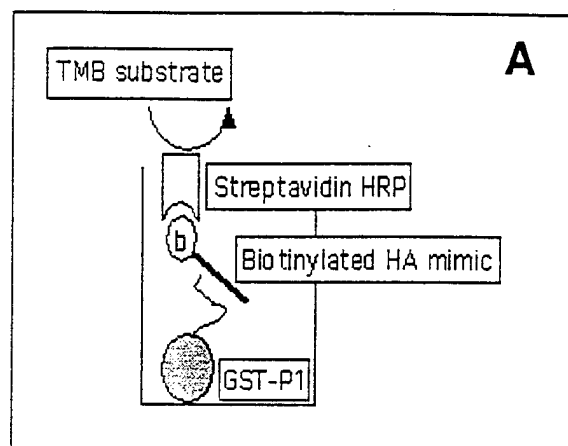 TMB substrate
A
Streptavidin HRP
b
Biotinylated HA mimic
GST-P1